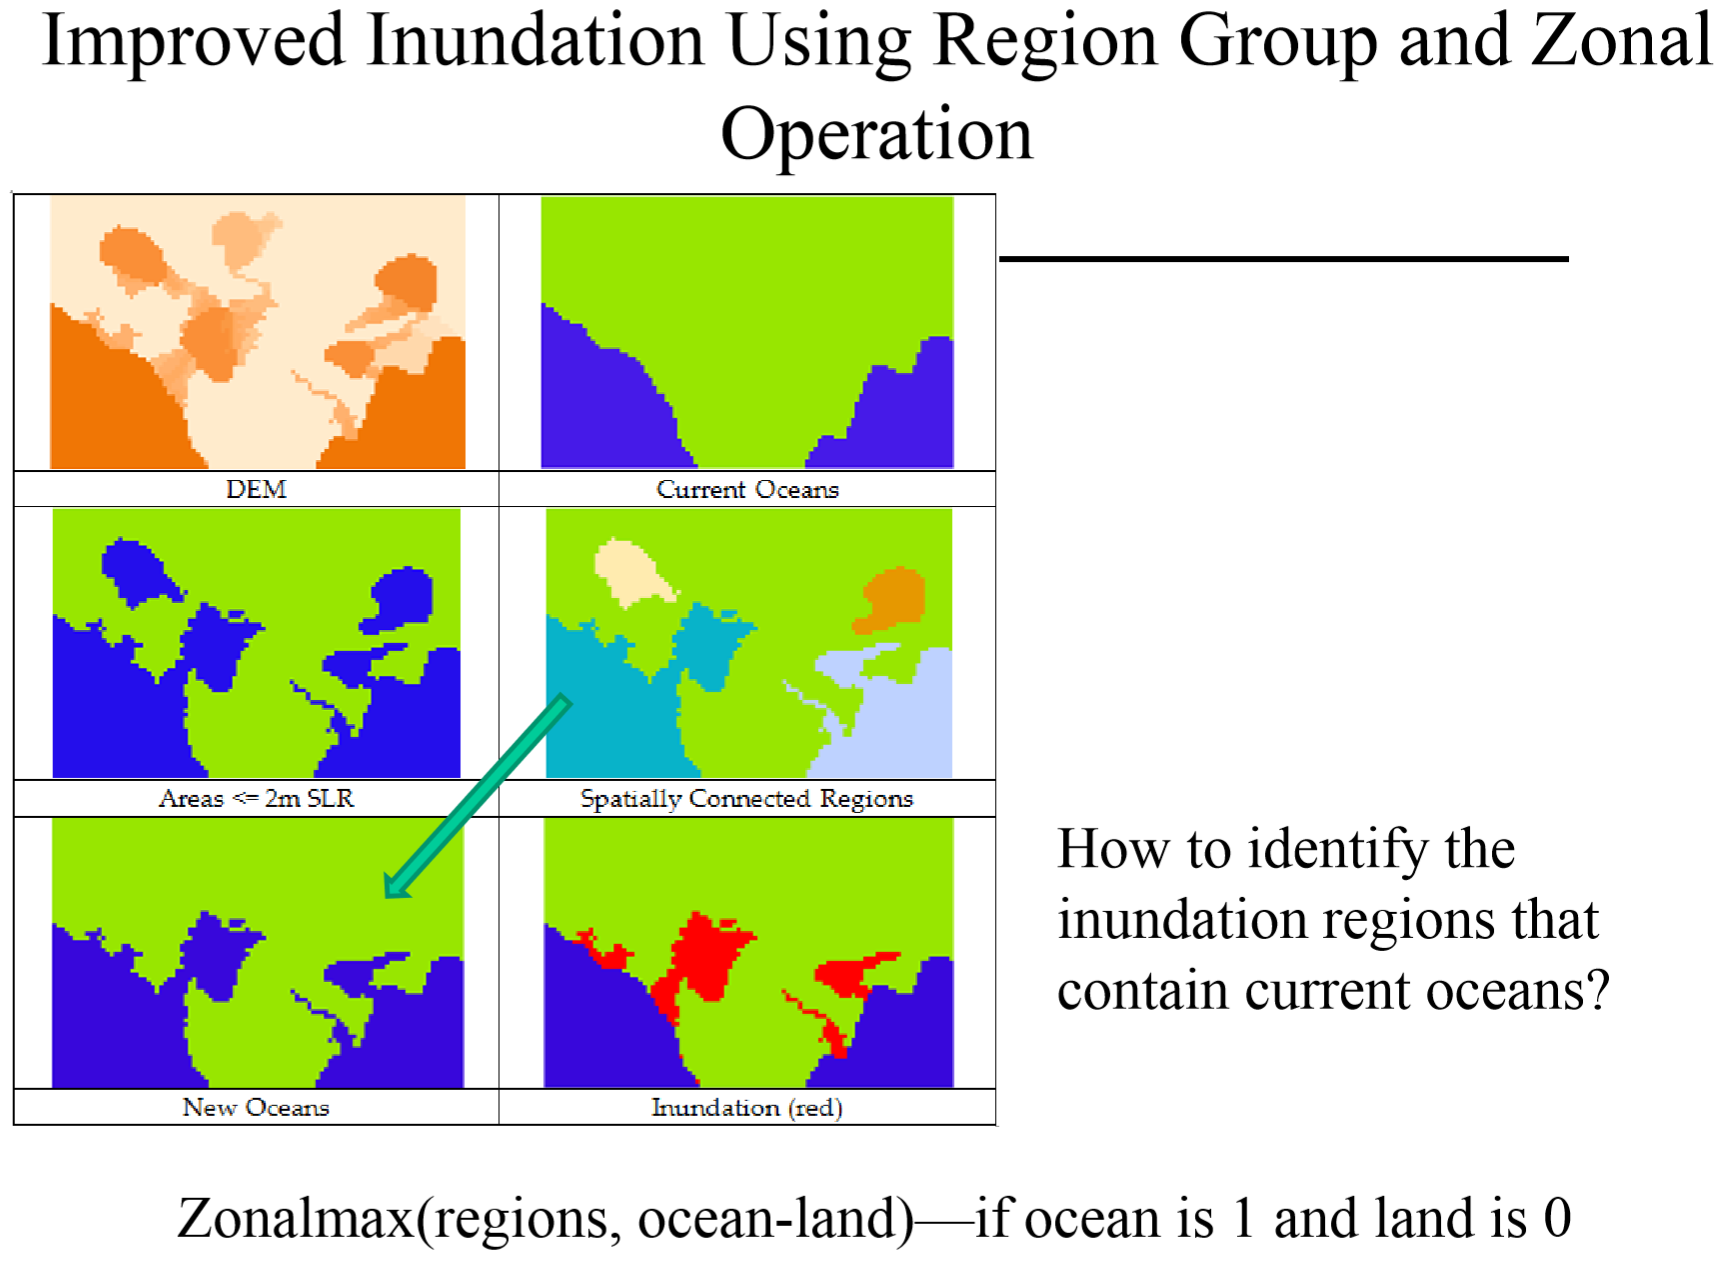 Improved Inundation Using Region Group and Zonal
Operation
DEM
Current Oceans
Areas <= 2m SLR
Spatially Connected Regions
New Oceans
Inundation (red)
How to identify the
inundation regions that
contain current oceans?
Zonalmax(regions, ocean-land)—if ocean is 1 and land is 0